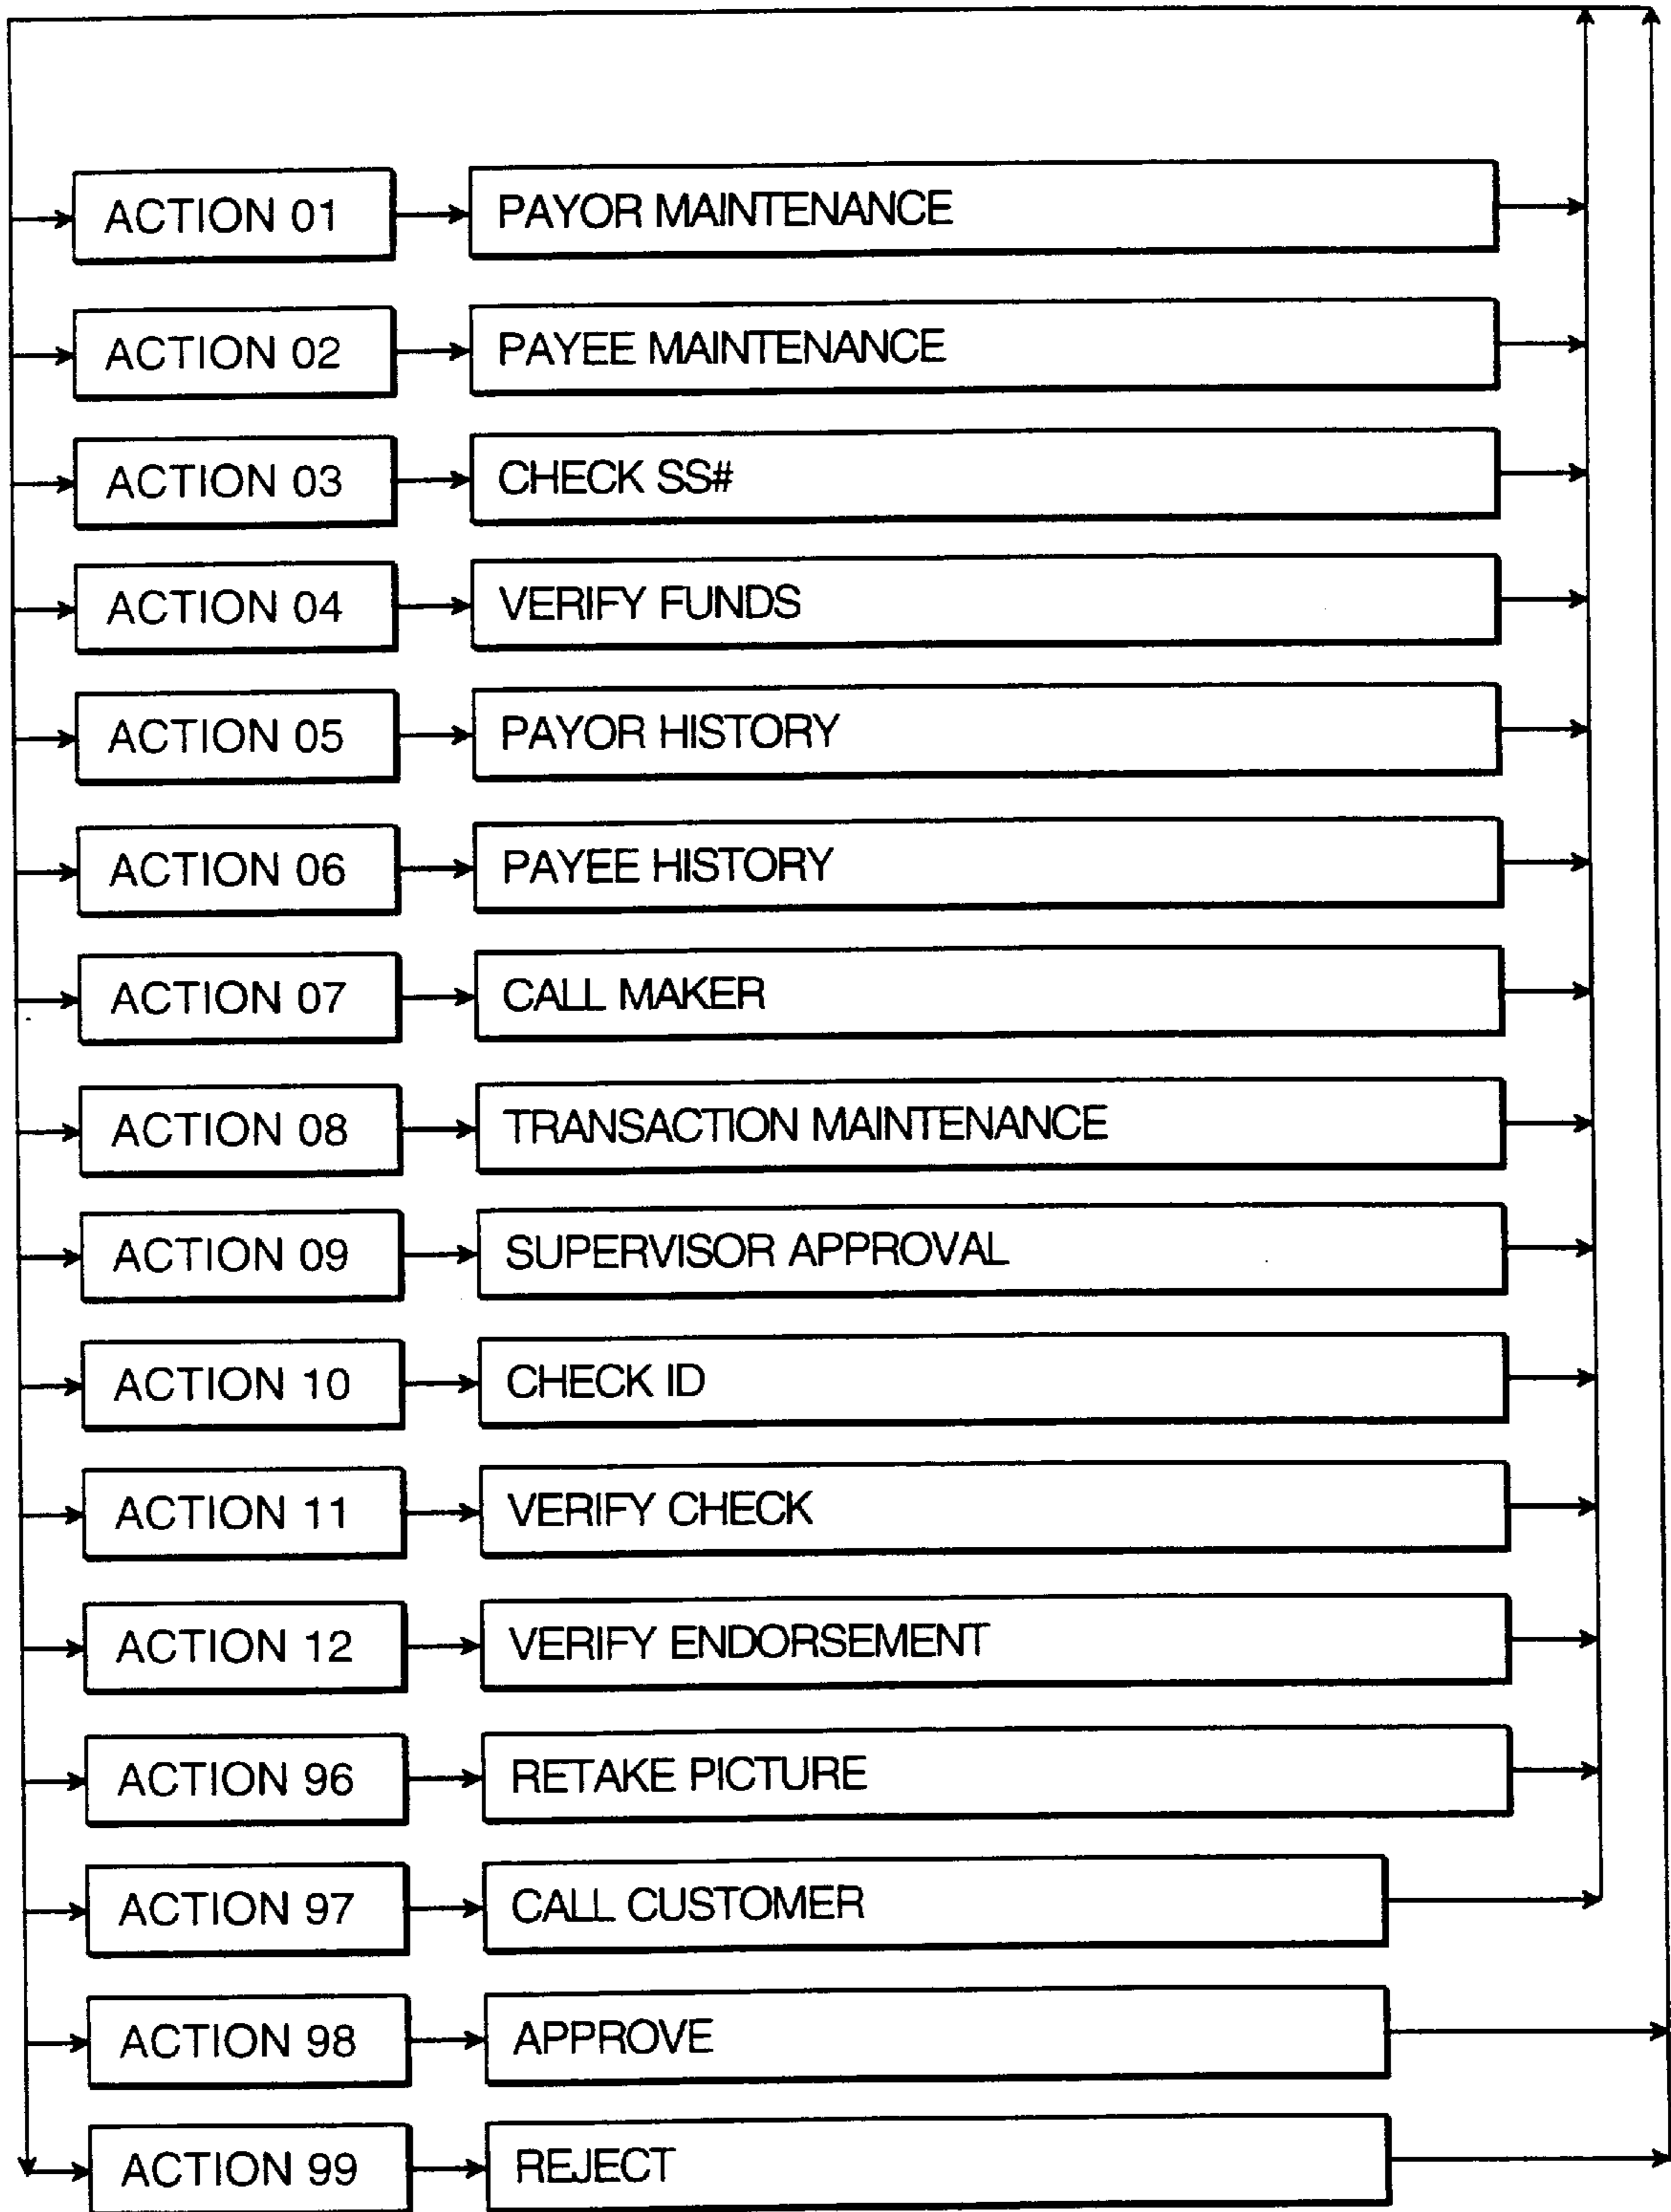 ACTION 01 PAYOR MAINTENANCE
ACTION 02 PAYEE MAINTENANCE
ACTION 03 CHECK SS#
ACTION 04 VERIFY FUNDS
ACTION 05 PAYOR HISTORY
ACTION 06 PAYEE HISTORY
ACTION 07 CALL MAKER
ACTION 08 TRANSACTION MAINTENANCE
ACTION 09 SUPERVISOR APPROVAL
ACTION 10 CHECK ID
ACTION 11 VERIFY CHECK
ACTION 12 VERIFY ENDORSEMENT
ACTION 96 RETAKE PICTURE
ACTION 97 CALL CUSTOMER
ACTION 98 APPROVE
ACTION 99 REJECT